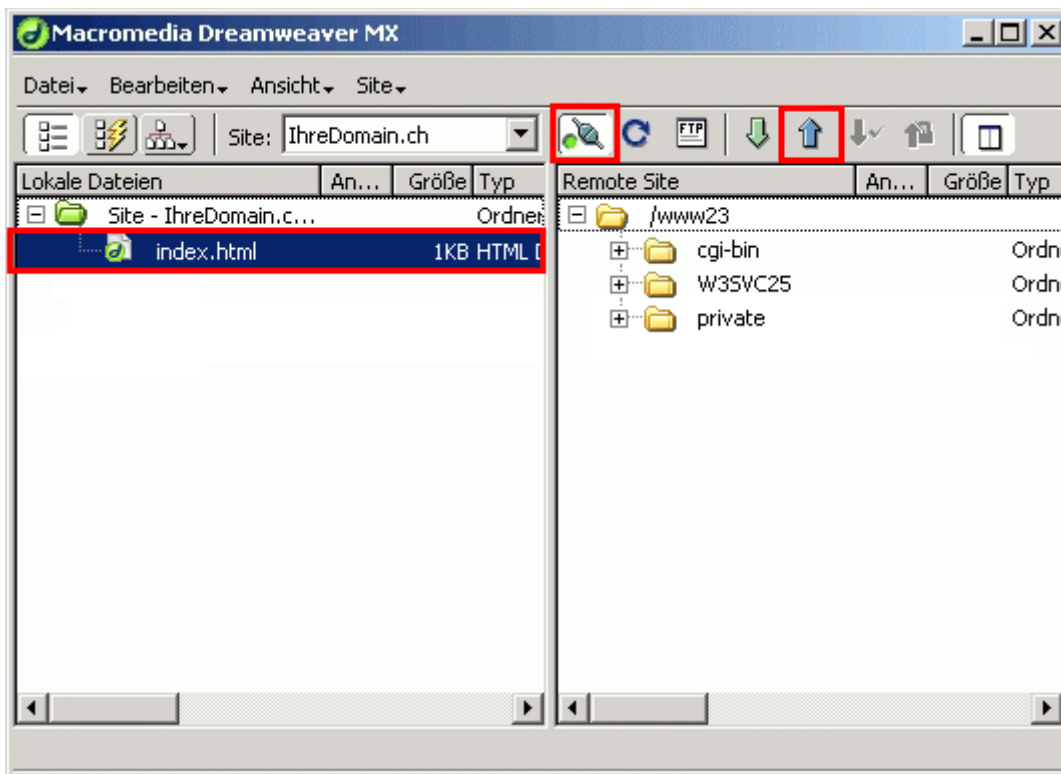 Macromedia Dreamweaver MX
Datei Bearbeiten Ansicht Site
Site: IhreDomain.ch FTP
Lokale Dateien An... Größe Typ Remote Site An... Größe Typ
Site - IhreDomain.c... Ordner /www23
index.html 1KB HTML D cgi-bin Ordn
W3SVC25 Ordn
private Ordn